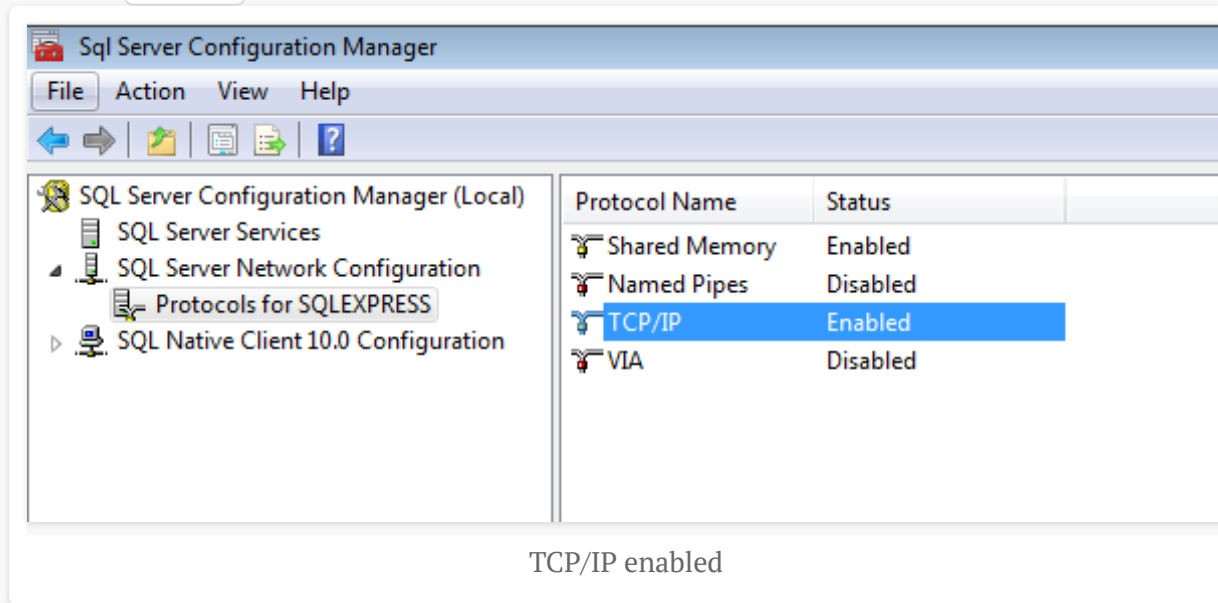 Sql Server Configuration Manager
File Action View Help
SQL Server Configuration Manager (Local)
SQL Server Services
SQL Server Network Configuration
Protocols for SQLEXPRESS
SQL Native Client 10.0 Configuration
Protocol Name Status
Shared Memory Enabled
Named Pipes Disabled
TCP/IP Enabled
VIA Disabled
TCP/IP enabled